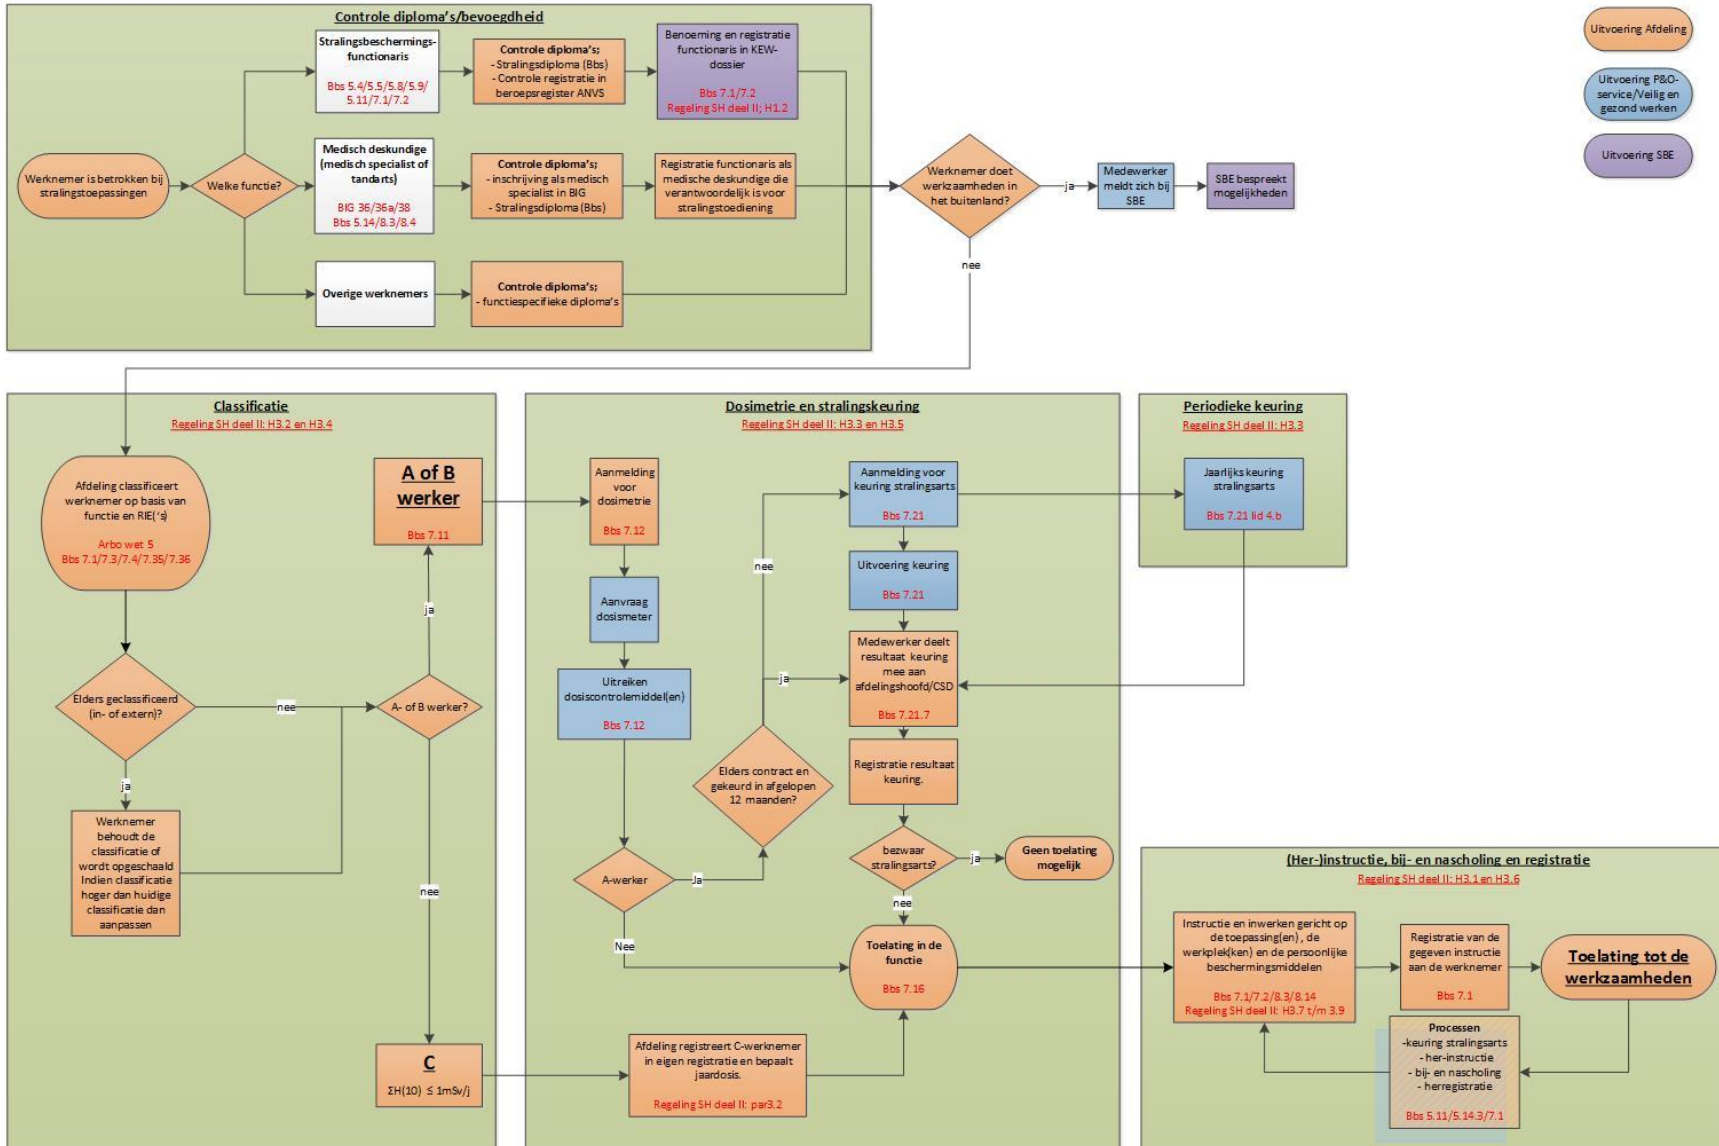 Controle diploma's/bevoegdheid
Stralingsbeschermings-
functionaris
Bbs 5.4/5.5/5.8/5.9/
5.11/7.1/7.2
Controle diploma's;
- Stralingsdiploma (Bbs)
- Controle registratie in
beroepsregister ANVS
Benoeming en registratie
functionaris in KEW-
dossier
Bbs 7.1/7.2
Regeling SH deel II; H1.2
Werknemer is betrokken bij
stralingstoepassingen
Welke functie?
Medisch deskundige
(medisch specialist of
tandarts)
BIG 36/36a/38
Bbs 5.14/8.3/8.4
Controle diploma's;
- inschrijving als medisch
specialist in BIG
- Stralingsdiploma (Bbs)
Registratie functionaris als
medische deskundige die
verantwoordelijk is voor
stralingstoediening
Overige werknemers
Controle diploma's;
- functiespecifieke diploma's
Werknemer doet
werkzaamheden in
het buitenland?
ja
Medewerker
meldt zich bij
SBE
SBE bespreekt
mogelijkheden
nee
Uitvoering Afdeling
Uitvoering P&O-
service/Veilig en
gezond werken
Uitvoering SBE
Classificatie
Regeling SH deel II: H3.2 en H3.4
Afdeling classificeert
werknemer op basis van
functie en RIE('s)
Arbo wet 5
Bbs 7.1/7.3/7.4/7.35/7.36
A of B
werker
Bbs 7.11
ja
Elders geclassificeerd
(in- of extern)?
nee
A- of B werker?
ja
Werknemer
behoudt de
classificatie of
wordt opgeschaald
Indien classificatie
hoger dan huidige
classificatie dan
aanpassen
nee
C
ΣH(10) ≤ 1mSv/j
Dosimetrie en stralingskeuring
Regeling SH deel II: H3.3 en H3.5
Aanmelding
voor
dosimetrie
Bbs 7.12
Aanvraag
dosismeter
Uitreiken
dosiscontrolemiddel(en)
Bbs 7.12
A-werker
Ja
Nee
Elders contract en
gekeurd in afgelopen
12 maanden?
nee
ja
Aanmelding voor
keuring stralingsarts
Bbs 7.21
Uitvoering keuring
Bbs 7.21
Medewerker deelt
resultaat keuring
mee aan
afdelingshoofd/CSD
Bbs 7.21.7
Registratie resultaat
keuring.
bezwaar
stralingsarts?
ja
Geen toelating
mogelijk
nee
Toelating in de
functie
Bbs 7.16
Afdeling registreert C-werknemer
in eigen registratie en bepaalt
jaardosis.
Regeling SH deel II: par3.2
Periodieke keuring
Regeling SH deel II: H3.3
Jaarlijks keuring
stralingsarts
Bbs 7.21 lid 4.b
(Her-)instructie, bij- en nascholing en registratie
Regeling SH deel II: H3.1 en H3.6
Instructie en inwerken gericht op
de toepassing(en) , de
werkplek(ken) en de persoonlijke
beschermingsmiddelen
Bbs 7.1/7.2/8.3/8.14
Regeling SH deel II: H3.7 t/m 3.9
Registratie van de
gegeven instructie
aan de werknemer
Bbs 7.1
Toelating tot de
werkzaamheden
Processen
-keuring stralingsarts
- her-instructie
- bij- en nascholing
- herregistratie
Bbs 5.11/5.14.3/7.1